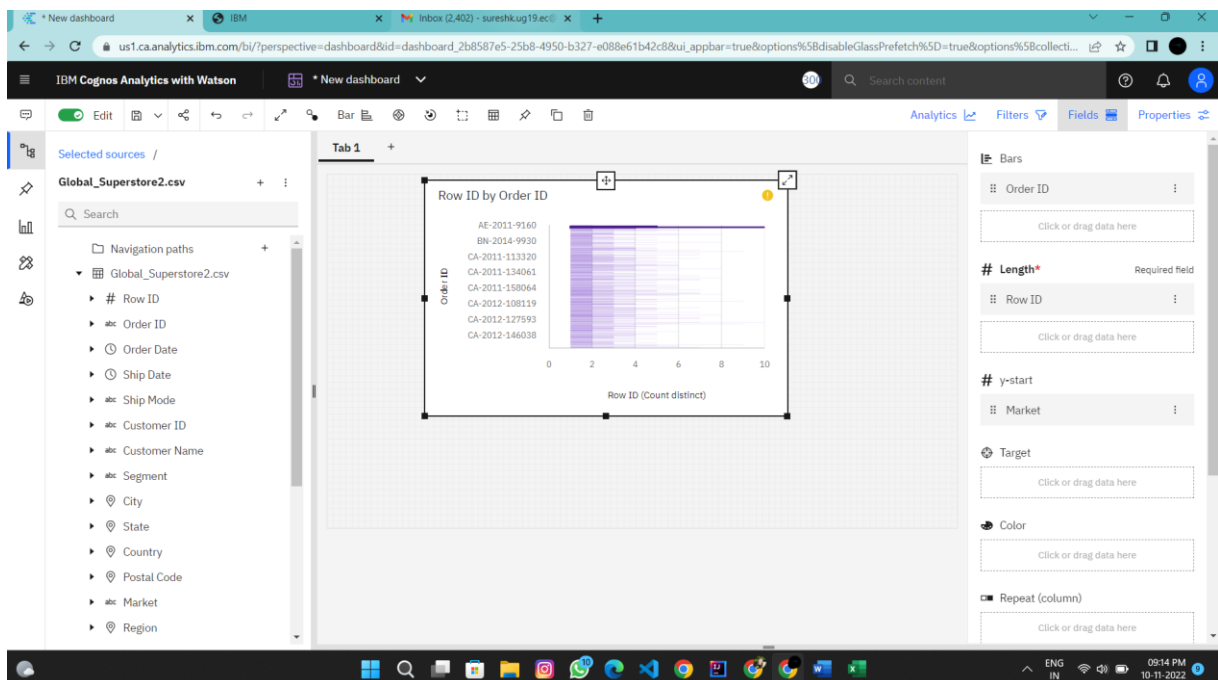 * New dashboard
IBM
Inbox (2,402) - sureshk.ug19.ec@
us1.ca.analytics.ibm.com/bi/?perspective=dashboard&id=dashboard_2b8587e5-25b8-4950-b327-e088e61b42c8&ui_appbar=true&options%5BdisableGlassPrefetch%5D=true&options%5Bcollecti...
IBM Cognos Analytics with Watson
* New dashboard
Search content
Edit
Bar
Analytics
Filters
Fields
Properties
Selected sources /
Global_Superstore2.csv
Search
Navigation paths
Global_Superstore2.csv
# Row ID
abc Order ID
Order Date
Ship Date
abc Ship Mode
abc Customer ID
abc Customer Name
abc Segment
City
State
Country
Postal Code
abc Market
Region
Tab 1
Row ID by Order ID
Order ID
AE-2011-9160
BN-2014-9930
CA-2011-113320
CA-2011-134061
CA-2011-158064
CA-2012-108119
CA-2012-127593
CA-2012-146038
0 2 4 6 8 10
Row ID (Count distinct)
Bars
Order ID
Click or drag data here
# Length*
Required field
Row ID
Click or drag data here
# y-start
Market
Target
Click or drag data here
Color
Click or drag data here
Repeat (column)
Click or drag data here
ENG
IN
09:14 PM
10-11-2022